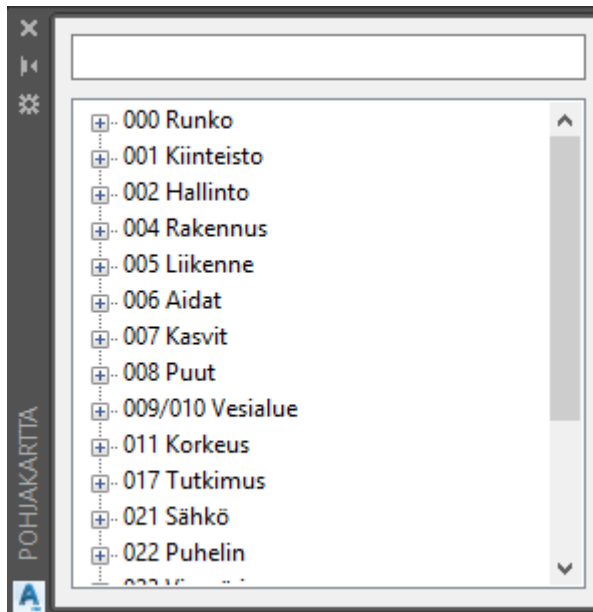 000 Runko
001 Kiinteisto
002 Hallinto
004 Rakennus
005 Liikenne
006 Aidat
007 Kasvit
008 Puut
009/010 Vesialue
011 Korkeus
017 Tutkimus
021 Sähkö
022 Puhelin
POHJAKARTTA